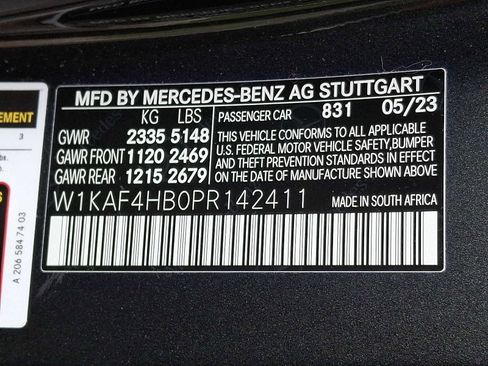 MFD BY MERCEDES-BENZ AG STUTTGART
KG LBS PASSENGER CAR 831 05/23
GVWR 2335 5148
GAWR FRONT 1120 2469
GAWR REAR 1215 2679
THIS VEHICLE CONFORMS TO ALL APPLICABLE
U.S. FEDERAL MOTOR VEHICLE SAFETY,BUMPER
AND THEFT PREVENTION STANDARDS IN EFFECT
ON THE DATE OF MANUFACTURE SHOWN ABOVE.
W1KAF4HB0PR142411 MADE IN SOUTH AFRICA
EMENT
3
lbs.
A 206 584 74 03